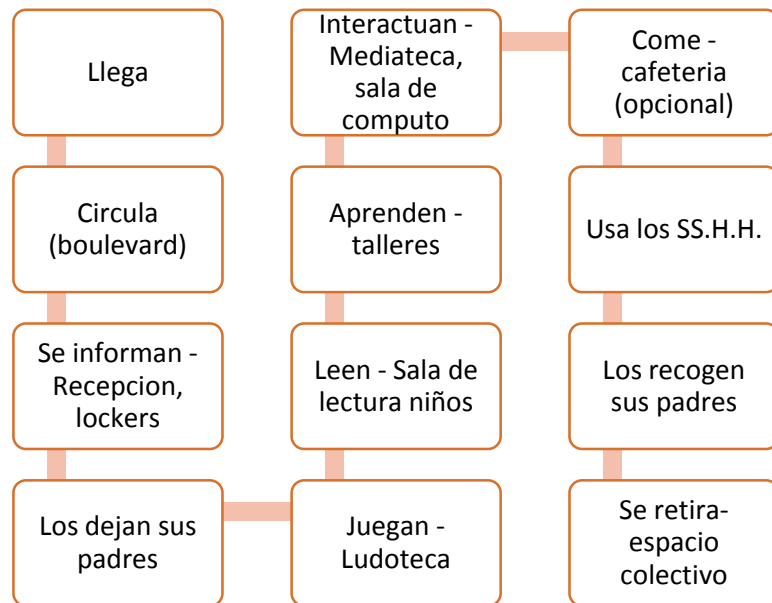 Llega
Circula
(boulevard)
Se informan -
Recepcion,
lockers
Los dejan sus
padres
Juegan -
Ludoteca
Leen - Sala de
lectura niños
Aprenden -
talleres
Interactuan -
Mediateca,
sala de
computo
Come -
cafeteria
(opcional)
Usa los SS.H.H.
Los recogen
sus padres
Se retira-
espacio
colectivo